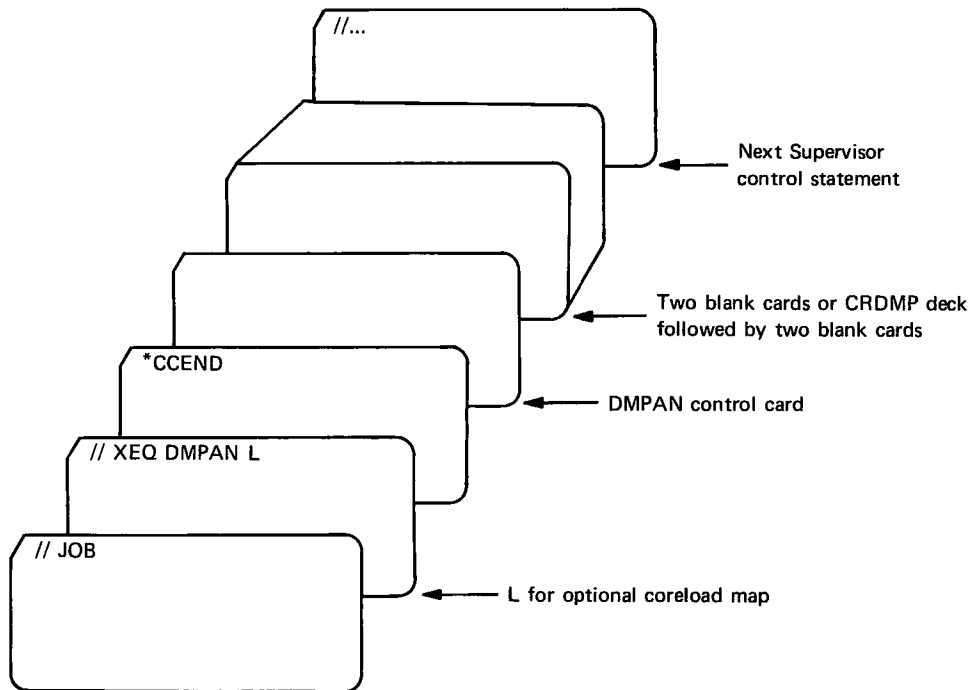 //...
Next Supervisor
control statement
Two blank cards or CRDMP deck
followed by two blank cards
*CCEND
DMPAN control card
// XEQ DMPAN L
// JOB
L for optional coreload map